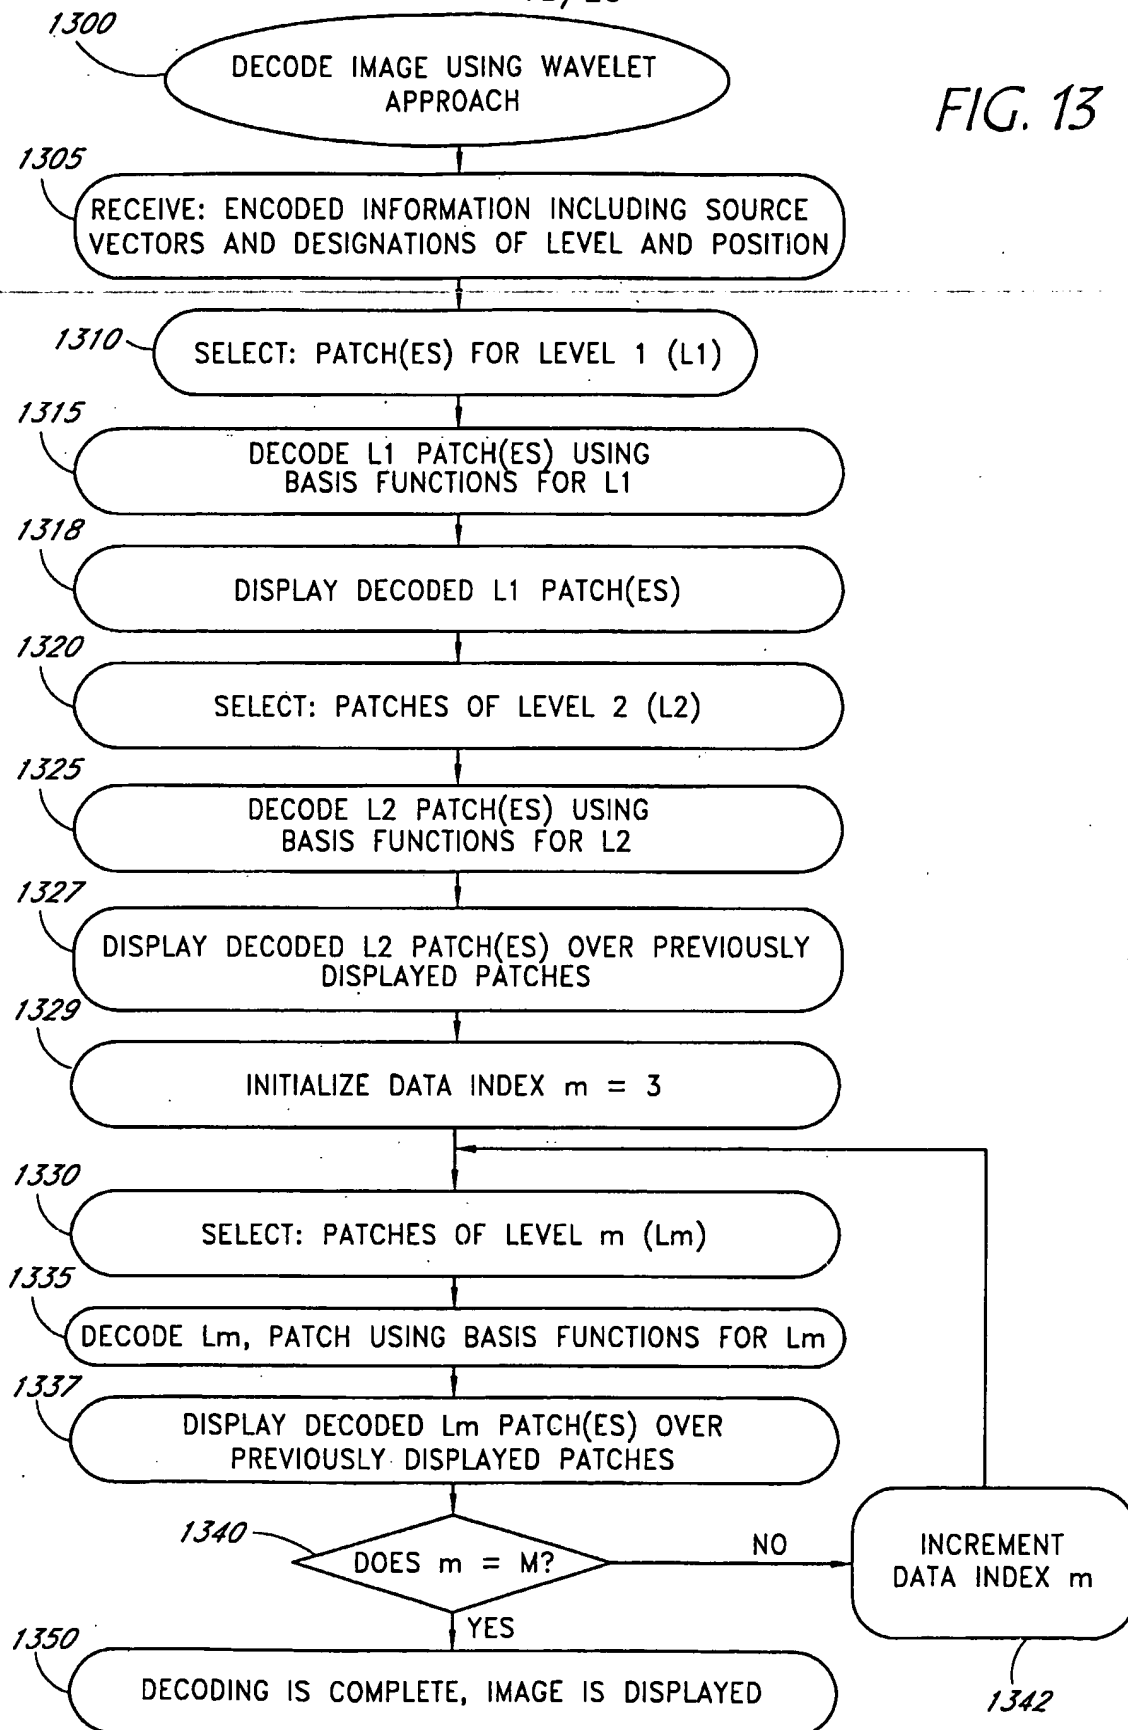 1300
DECODE IMAGE USING WAVELET
APPROACH
FIG. 13
1305
RECEIVE: ENCODED INFORMATION INCLUDING SOURCE
VECTORS AND DESIGNATIONS OF LEVEL AND POSITION
1310
SELECT: PATCH(ES) FOR LEVEL 1 (L1)
1315
DECODE L1 PATCH(ES) USING
BASIS FUNCTIONS FOR L1
1318
DISPLAY DECODED L1 PATCH(ES)
1320
SELECT: PATCHES OF LEVEL 2 (L2)
1325
DECODE L2 PATCH(ES) USING
BASIS FUNCTIONS FOR L2
1327
DISPLAY DECODED L2 PATCH(ES) OVER PREVIOUSLY
DISPLAYED PATCHES
1329
INITIALIZE DATA INDEX m = 3
1330
SELECT: PATCHES OF LEVEL m (Lm)
1335
DECODE Lm, PATCH USING BASIS FUNCTIONS FOR Lm
1337
DISPLAY DECODED Lm PATCH(ES) OVER
PREVIOUSLY DISPLAYED PATCHES
1340
DOES m = M?
NO
INCREMENT
DATA INDEX m
1342
YES
1350
DECODING IS COMPLETE, IMAGE IS DISPLAYED